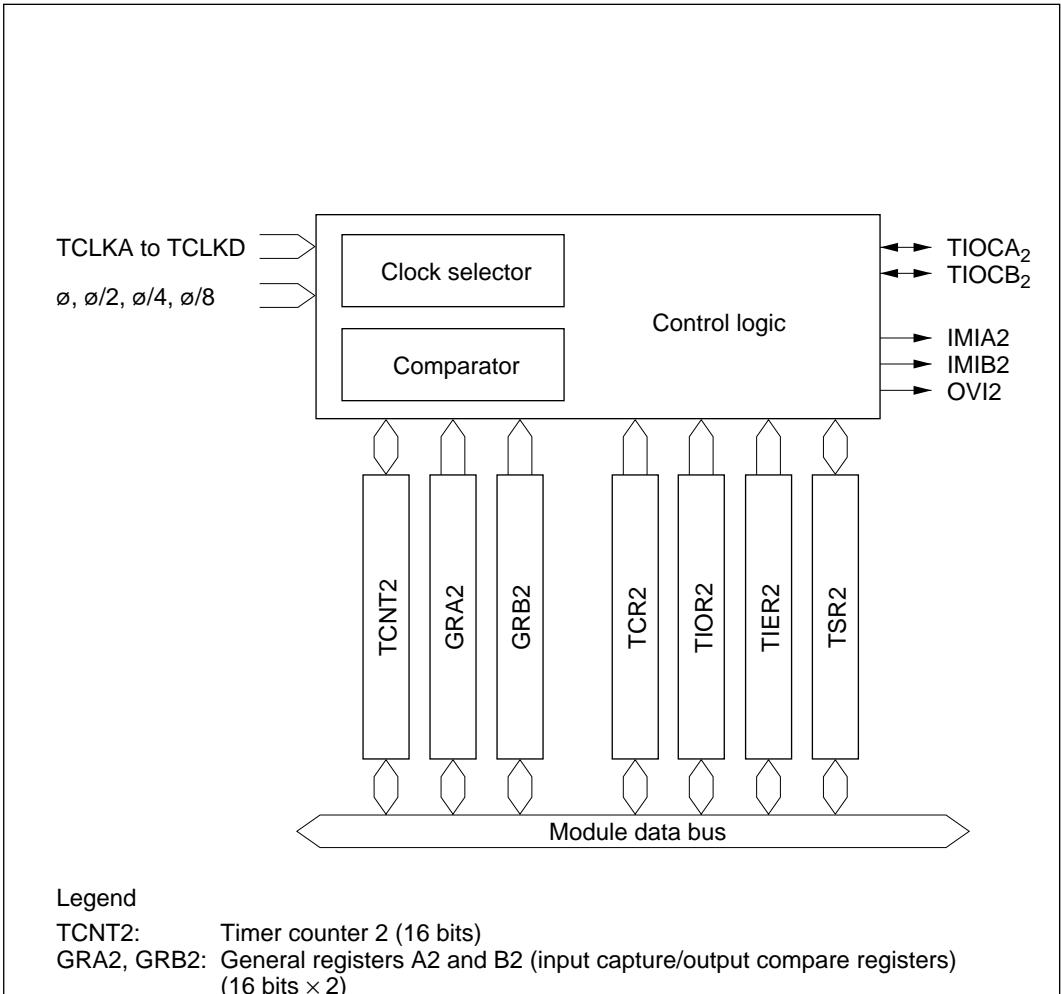 TCLKA to TCLKD
ø, ø/2, ø/4, ø/8
Clock selector
Comparator
Control logic
TIOCA2
TIOCB2
IMIA2
IMIB2
OVI2
TCNT2
GRA2
GRB2
TCR2
TIOR2
TIER2
TSR2
Module data bus
Legend
TCNT2: Timer counter 2 (16 bits)
GRA2, GRB2: General registers A2 and B2 (input capture/output compare registers)
(16 bits × 2)